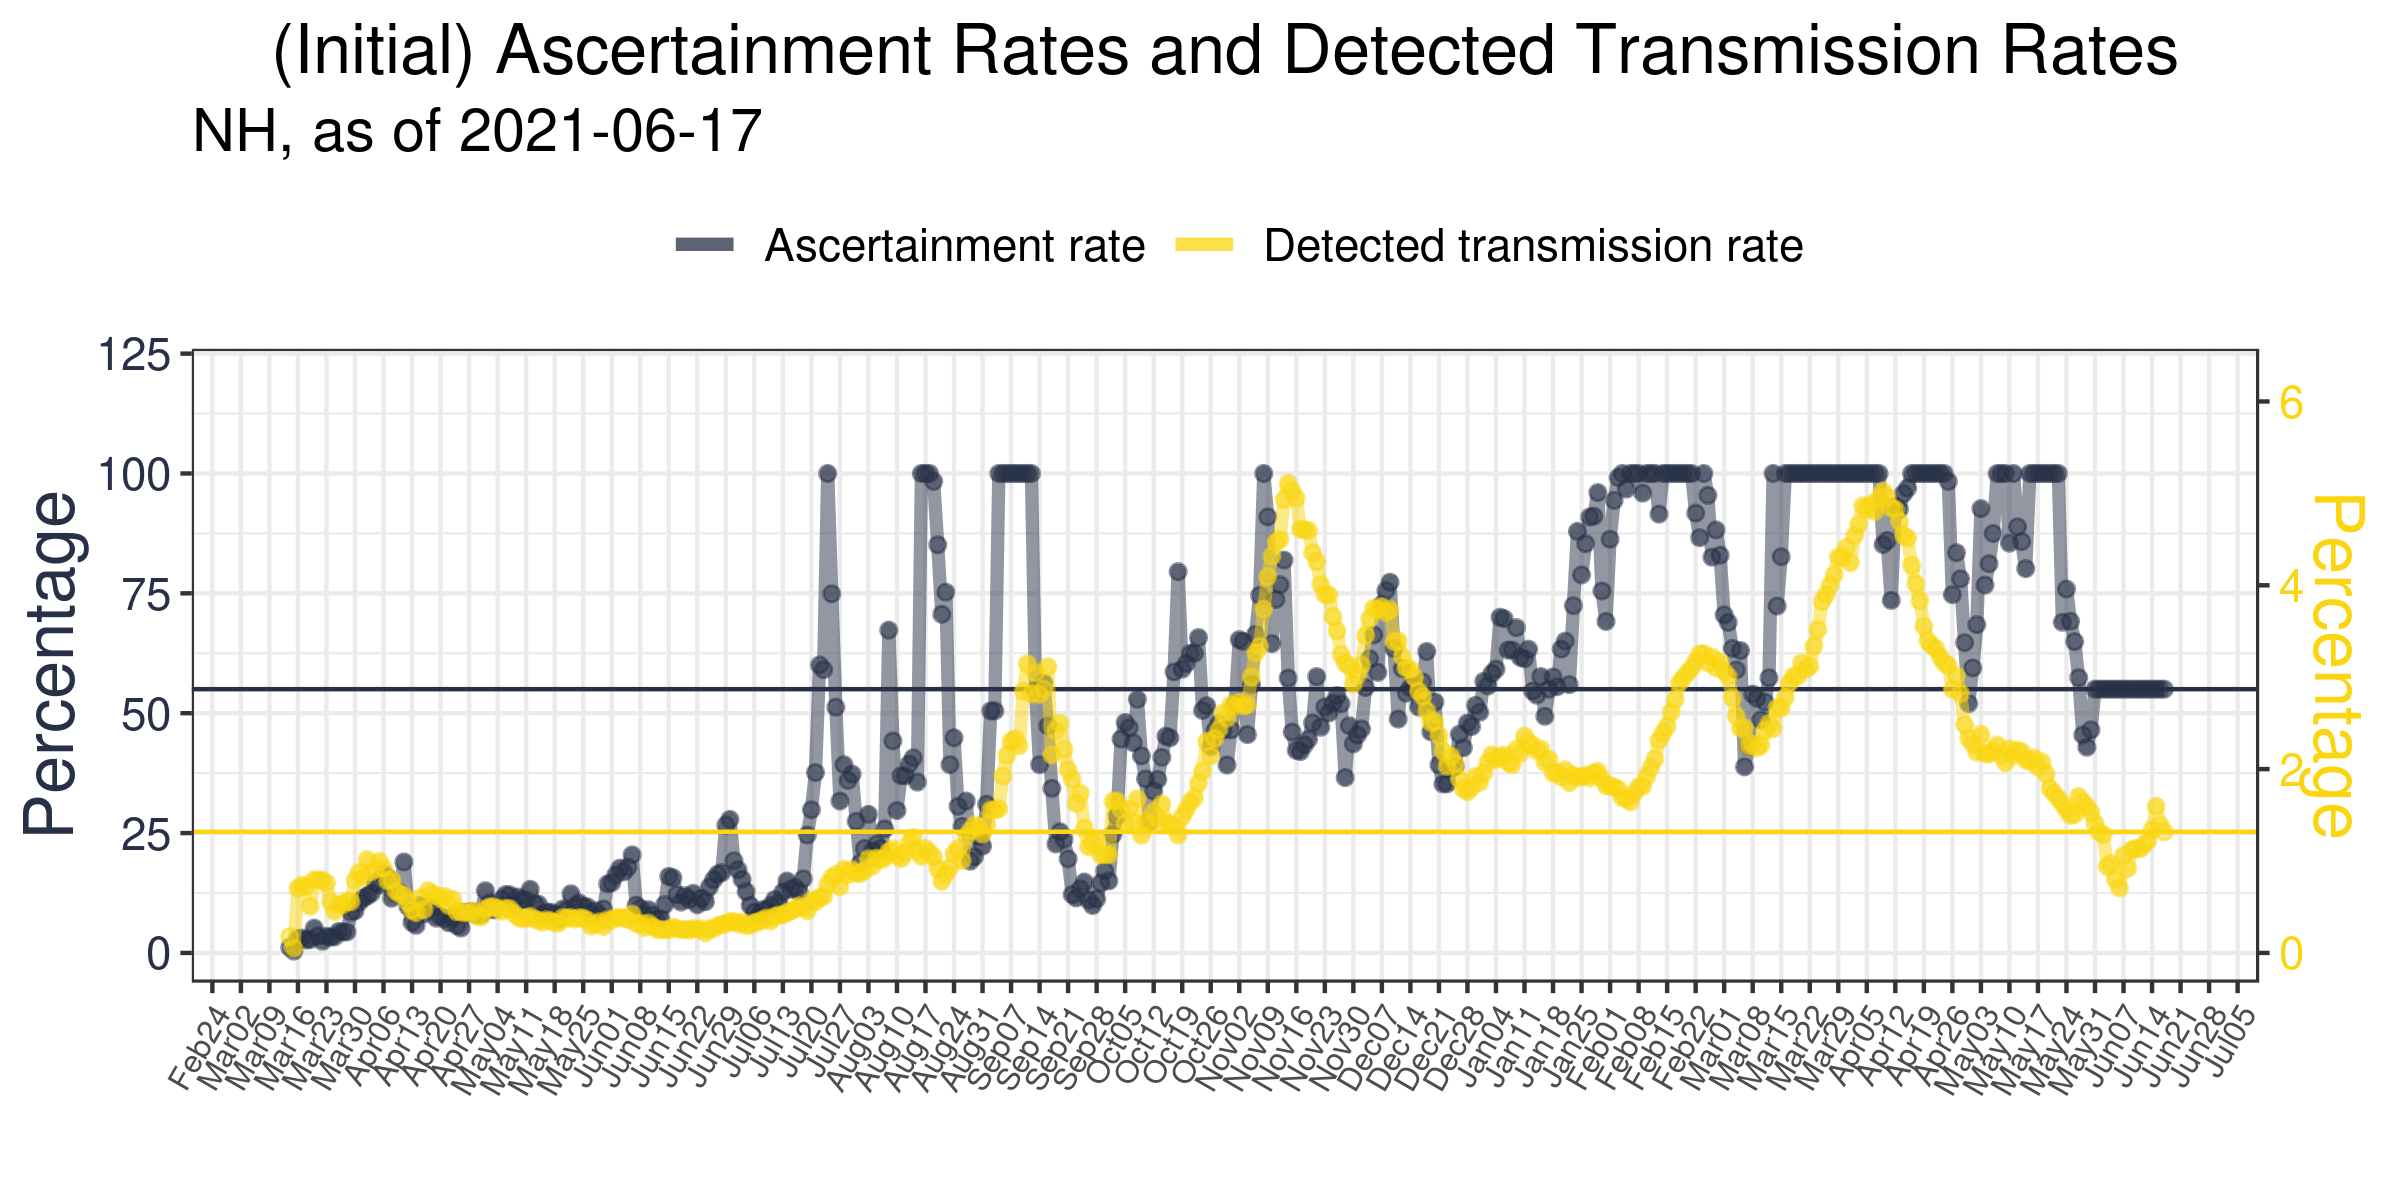 (Initial) Ascertainment Rates and Detected Transmission Rates
NH, as of 2021-06-17
Ascertainment rate
Detected transmission rate
125
100
75
50
25
0
Percentage
6
4
2
0
Percentage
Feb24
Mar02
Mar09
Mar16
Mar23
Mar30
Apr06
Apr13
Apr20
Apr27
May04
May11
May18
May25
Jun01
Jun08
Jun15
Jun22
Jun29
Jul06
Jul13
Jul20
Jul27
Aug03
Aug10
Aug17
Aug24
Aug31
Sep07
Sep14
Sep21
Sep28
Oct05
Oct12
Oct19
Oct26
Nov02
Nov09
Nov16
Nov23
Nov30
Dec07
Dec14
Dec21
Dec28
Jan04
Jan11
Jan18
Jan25
Feb01
Feb08
Feb15
Feb22
Mar01
Mar08
Mar15
Mar22
Mar29
Apr05
Apr12
Apr19
Apr26
May03
May10
May17
May24
May31
Jun07
Jun14
Jun21
Jun28
Jul05